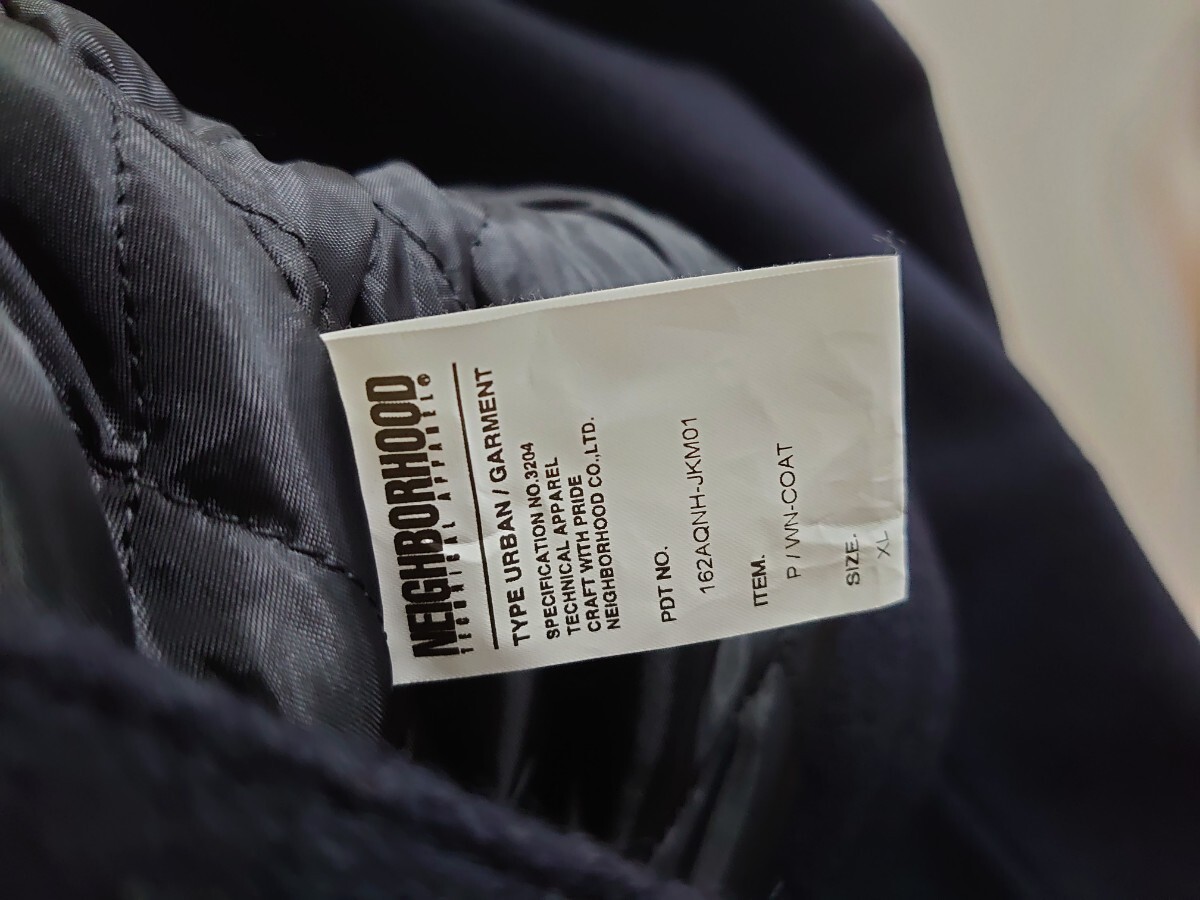 NEIGHBORHOOD
TECHNICAL APPAREL®
TYPE URBAN / GARMENT
SPECIFICATION NO.3204
TECHNICAL APPAREL
CRAFT WITH PRIDE
NEIGHBORHOOD CO.,LTD.
PDT NO.
162AQNH-JKM01
ITEM.
P / WN-COAT
SIZE.
XL